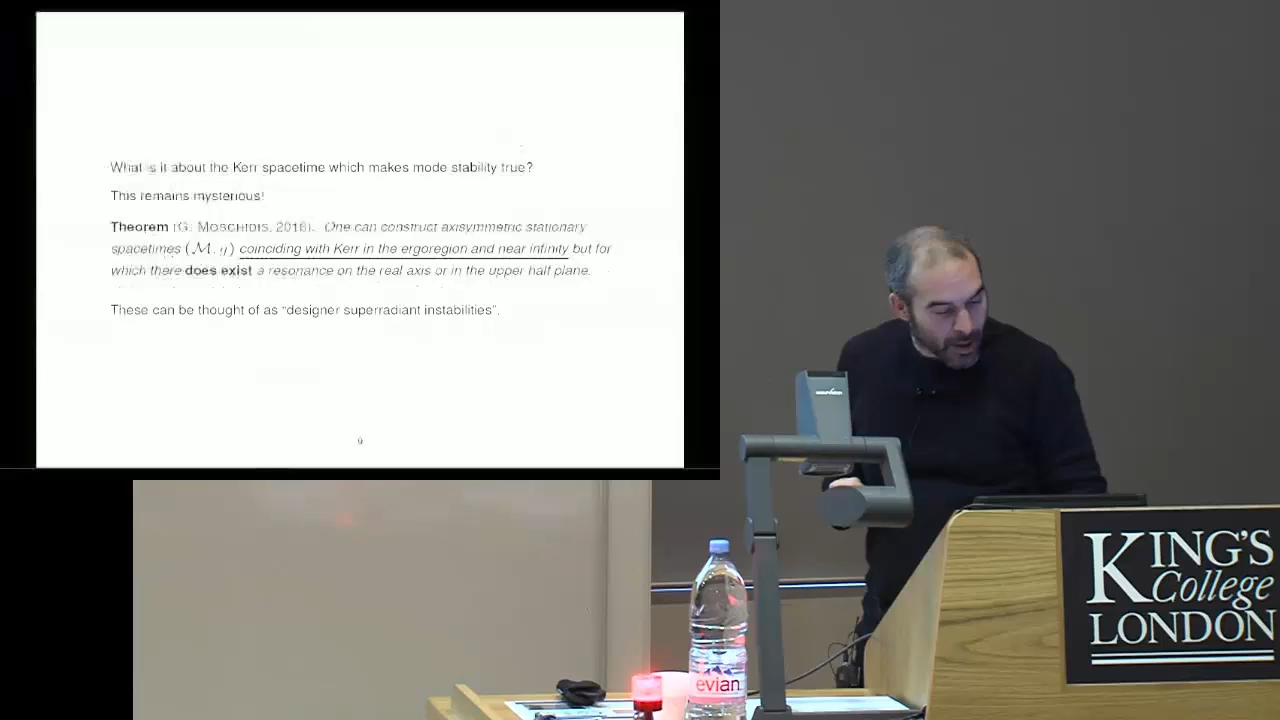 What is it about the Kerr spacetime which makes mode stability true?
This remains mysterious!
Theorem (G. MOSCHIDIS, 2016). One can construct axisymmetric stationary
spacetimes (M, g) coinciding with Kerr in the ergoregion and near infinity but for
which there does exist a resonance on the real axis or in the upper half plane.
These can be thought of as "designer superradiant instabilities".
9
KING'S
College
LONDON
evian